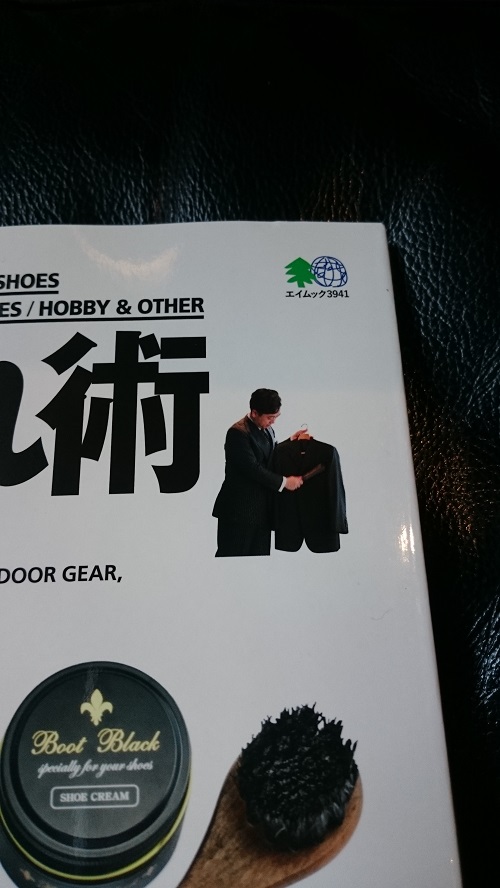 SHOES
ES / HOBBY & OTHER
エイムック3941
れ術
DOOR GEAR,
Boot Black
specially for your shoes
SHOE CREAM